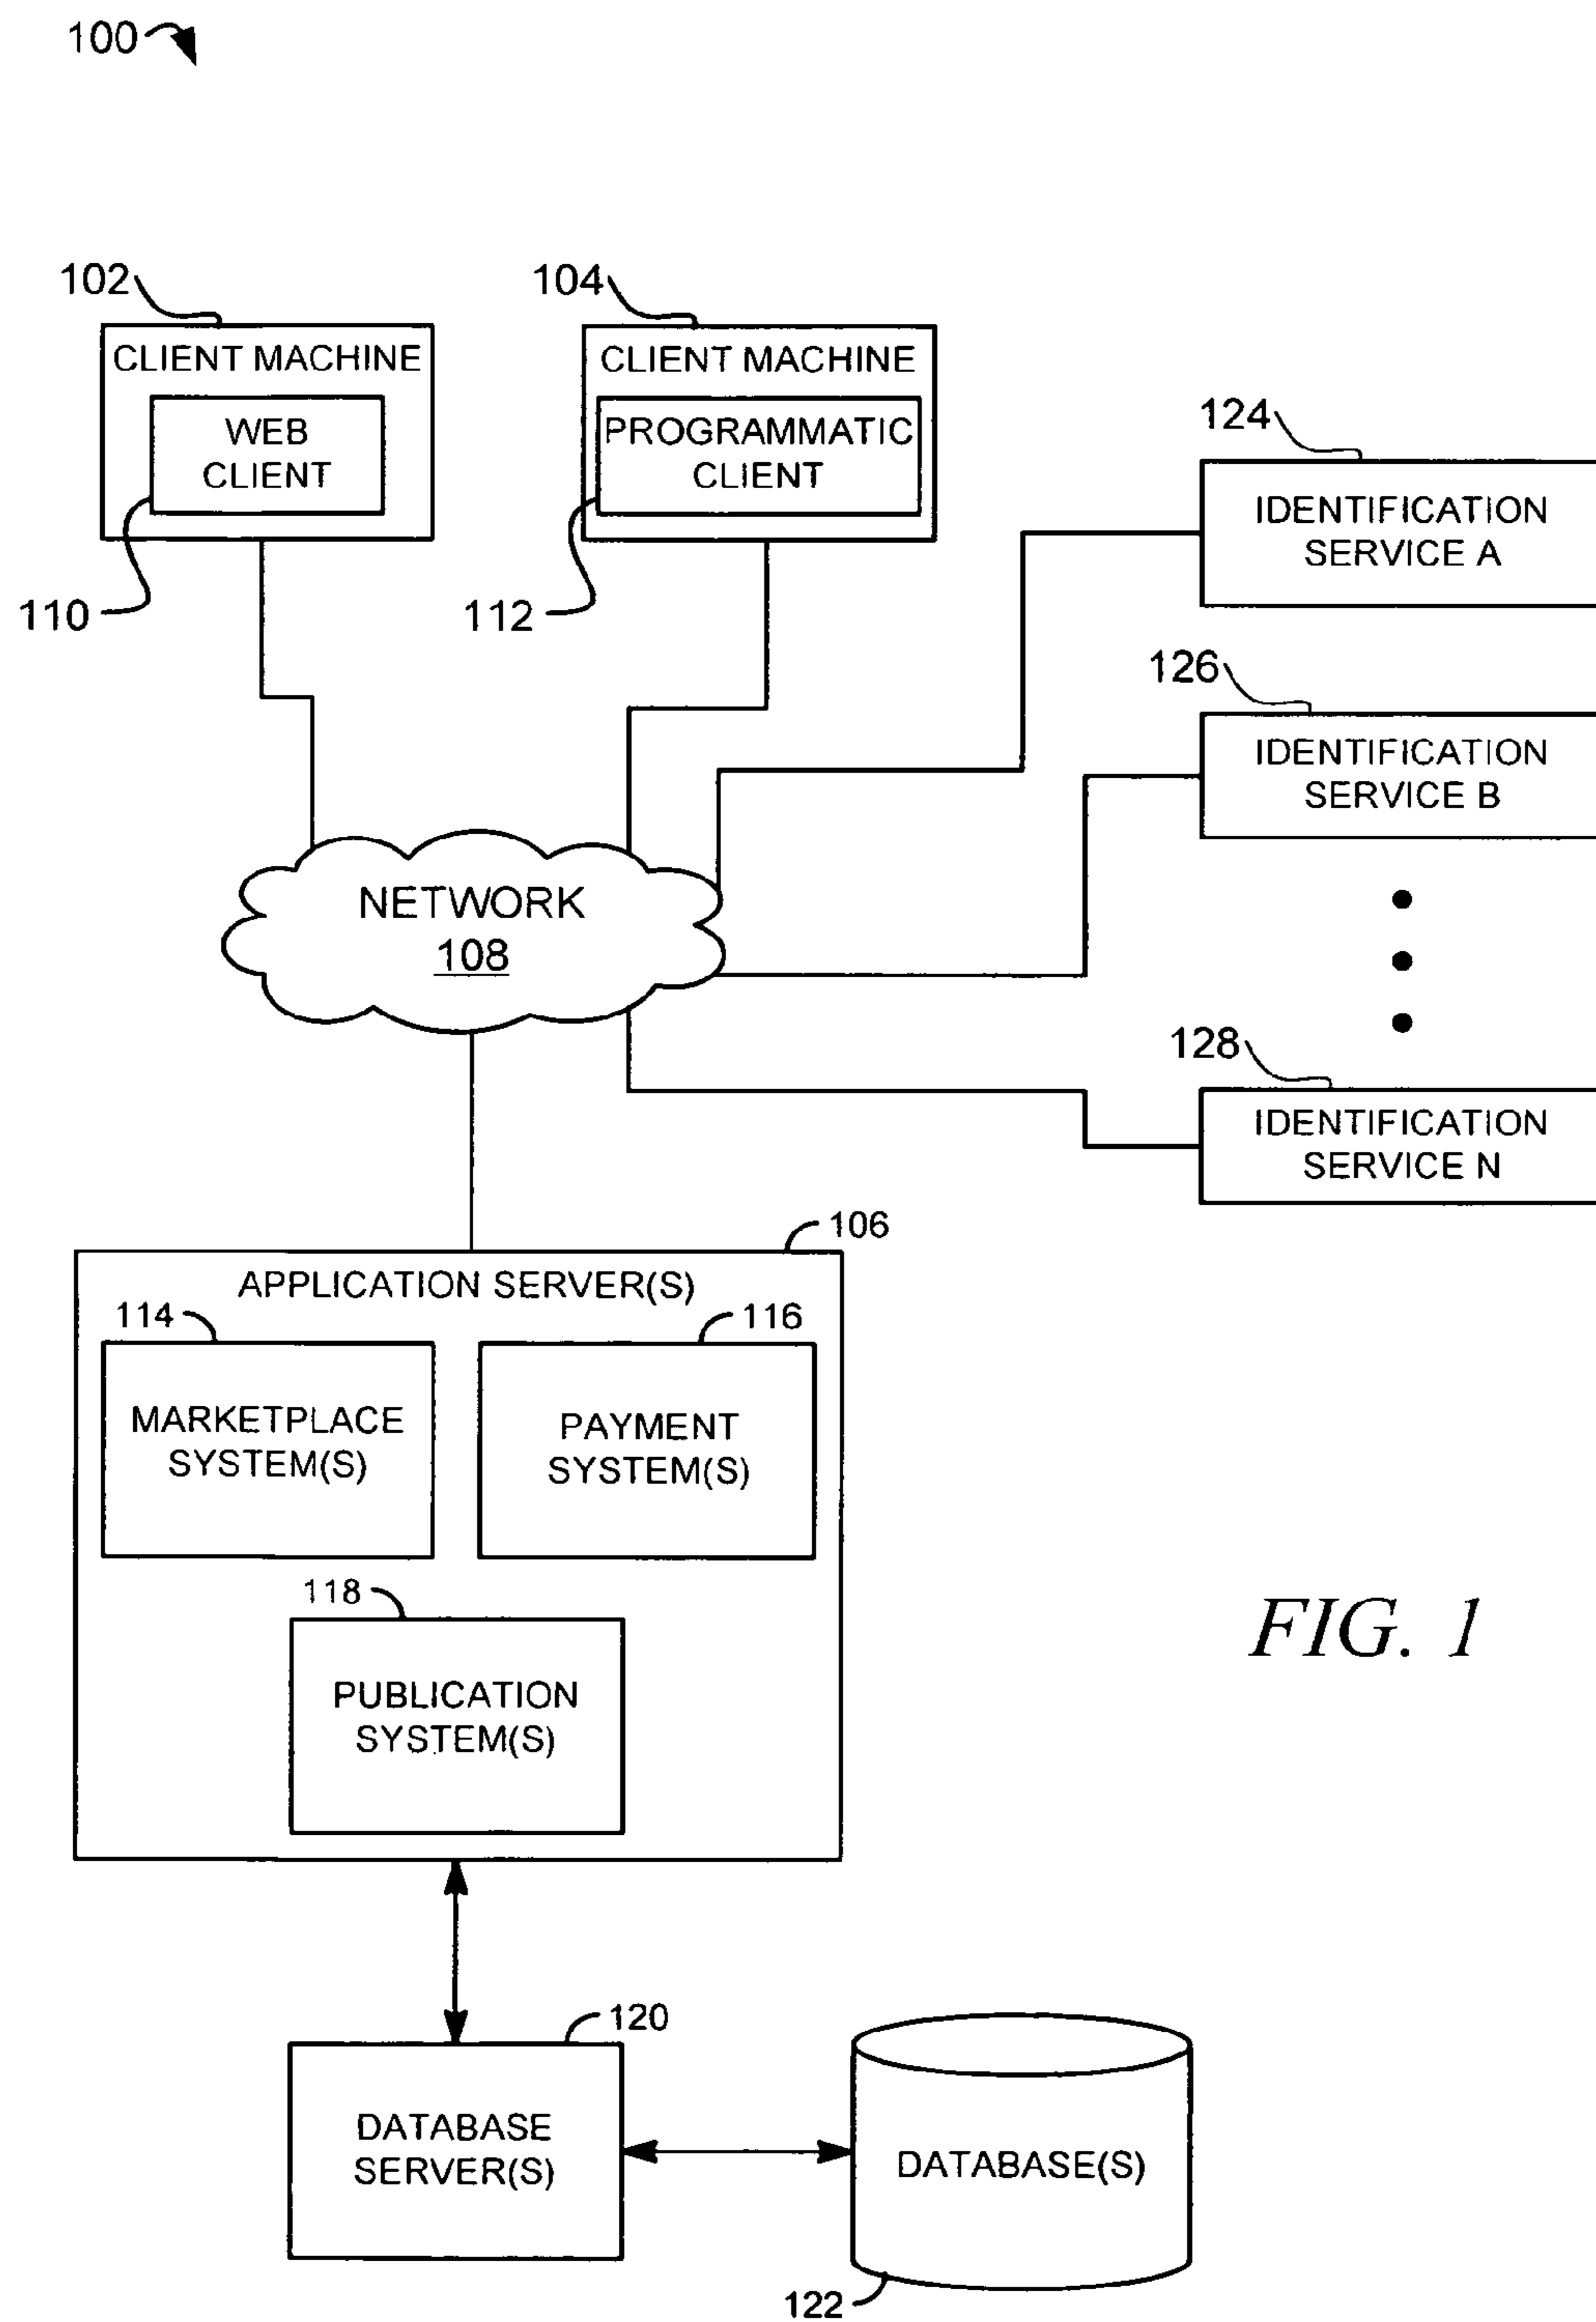 100
102
104
CLIENT MACHINE
WEB
CLIENT
CLIENT MACHINE
PROGRAMMATIC
CLIENT
110
112
124
IDENTIFICATION
SERVICE A
126
IDENTIFICATION
SERVICE B
NETWORK
108
128
IDENTIFICATION
SERVICE N
106
APPLICATION SERVER(S)
114
116
MARKETPLACE
SYSTEM(S)
PAYMENT
SYSTEM(S)
118
PUBLICATION
SYSTEM(S)
FIG. 1
120
DATABASE
SERVER(S)
DATABASE(S)
122